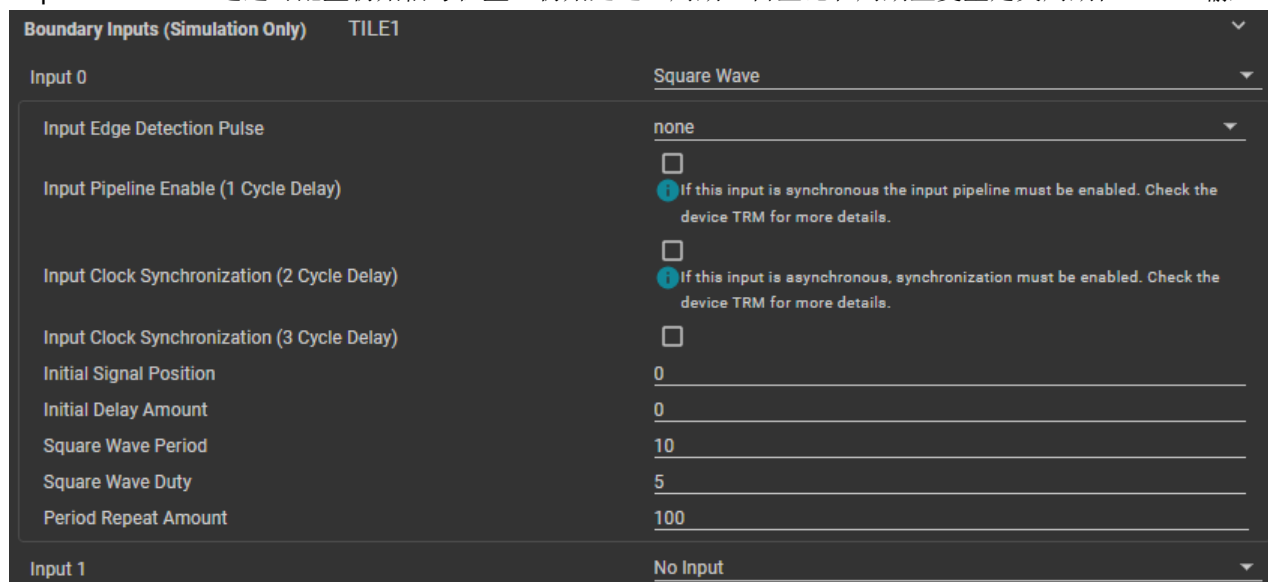 Boundary Inputs (Simulation Only) TILE1
Input 0 Square Wave
Input Edge Detection Pulse none
Input Pipeline Enable (1 Cycle Delay)
If this input is synchronous the input pipeline must be enabled. Check the
device TRM for more details.
Input Clock Synchronization (2 Cycle Delay)
If this input is asynchronous, synchronization must be enabled. Check the
device TRM for more details.
Input Clock Synchronization (3 Cycle Delay)
Initial Signal Position 0
Initial Delay Amount 0
Square Wave Period 10
Square Wave Duty 5
Period Repeat Amount 100
Input 1 No Input